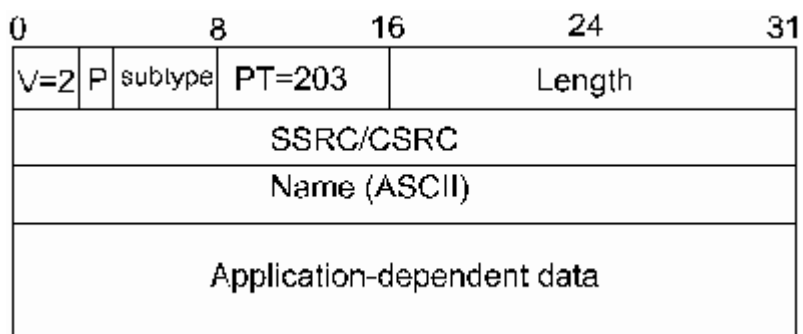 0 8 16 24 31
V=2 P subtype PT=203 Length
SSRC/CSRC
Name (ASCII)
Application-dependent data